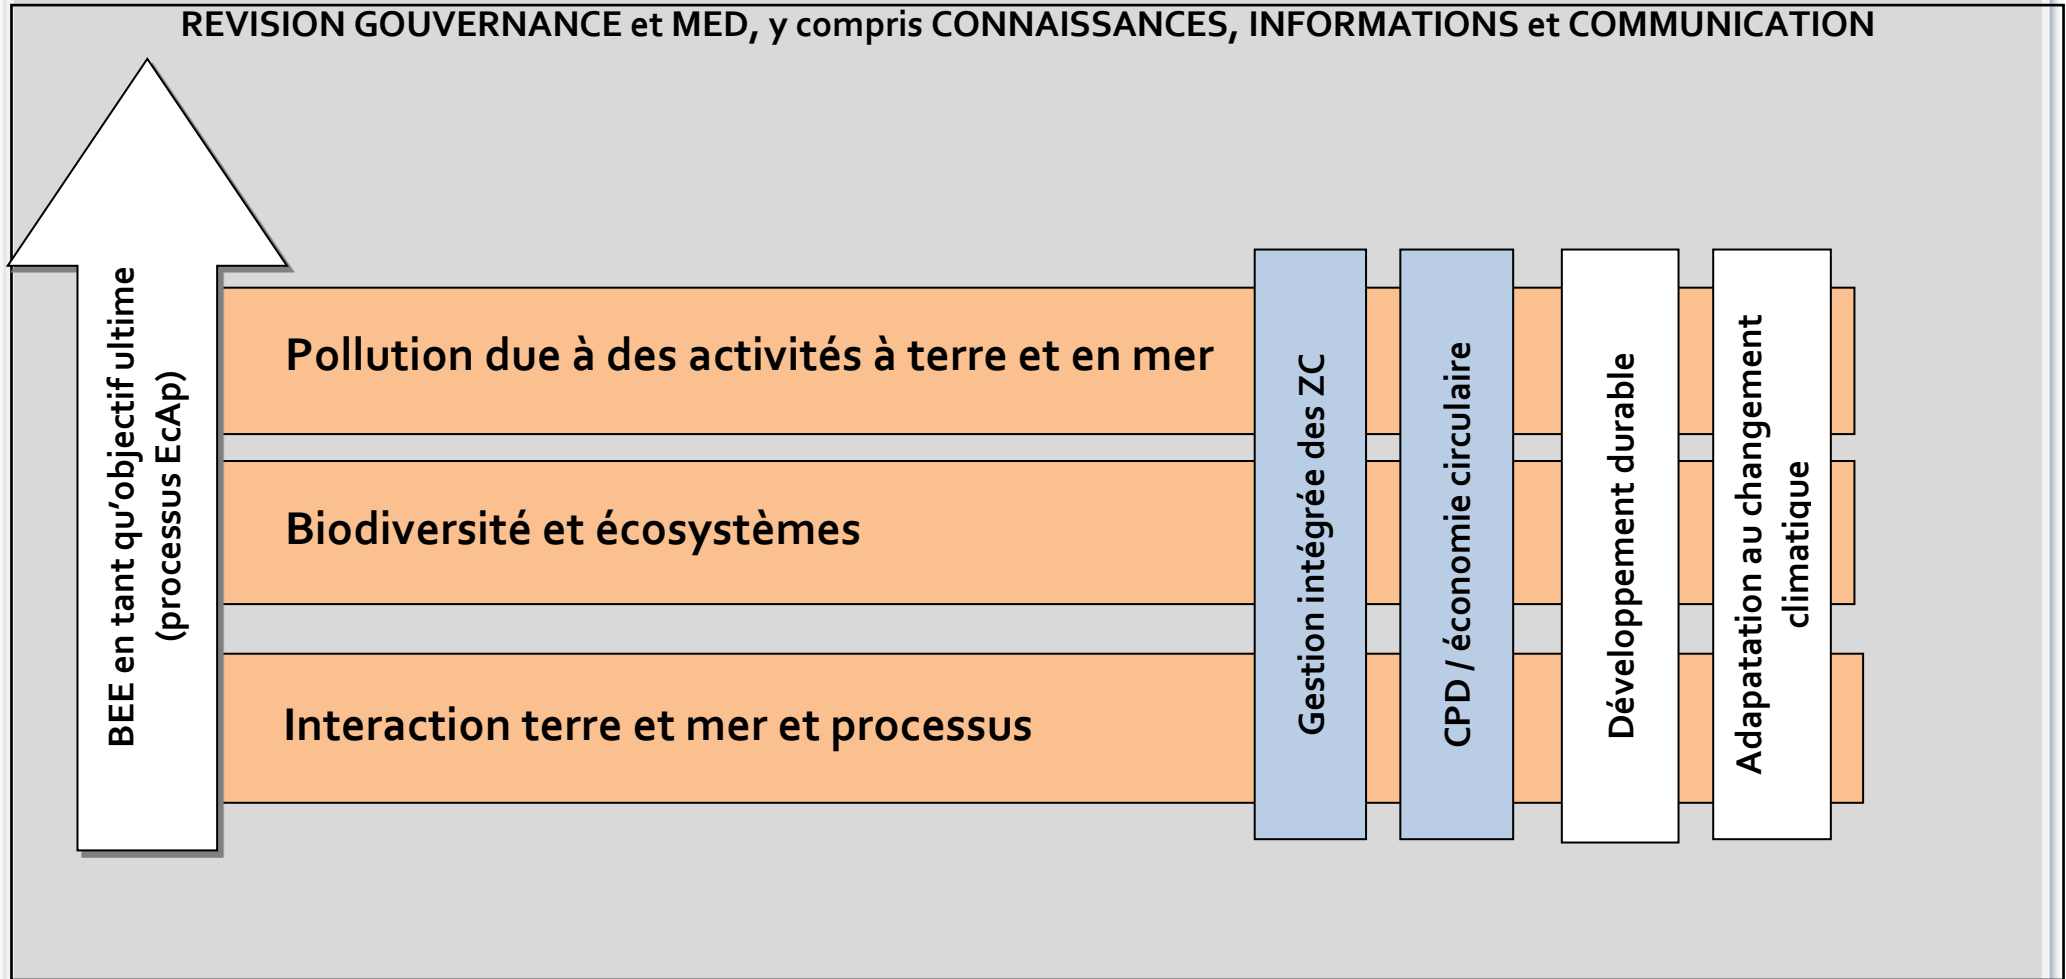 REVISION GOUVERNANCE et MED, y compris CONNAISSANCES, INFORMATIONS et COMMUNICATION
BEE en tant qu’objectif ultime
(processus EcAp)
Pollution due à des activités à terre et en mer
Biodiversité et écosystèmes
Interaction terre et mer et processus
Gestion intégrée des ZC
CPD / économie circulaire
Développement durable
Adapatation au changement
climatique